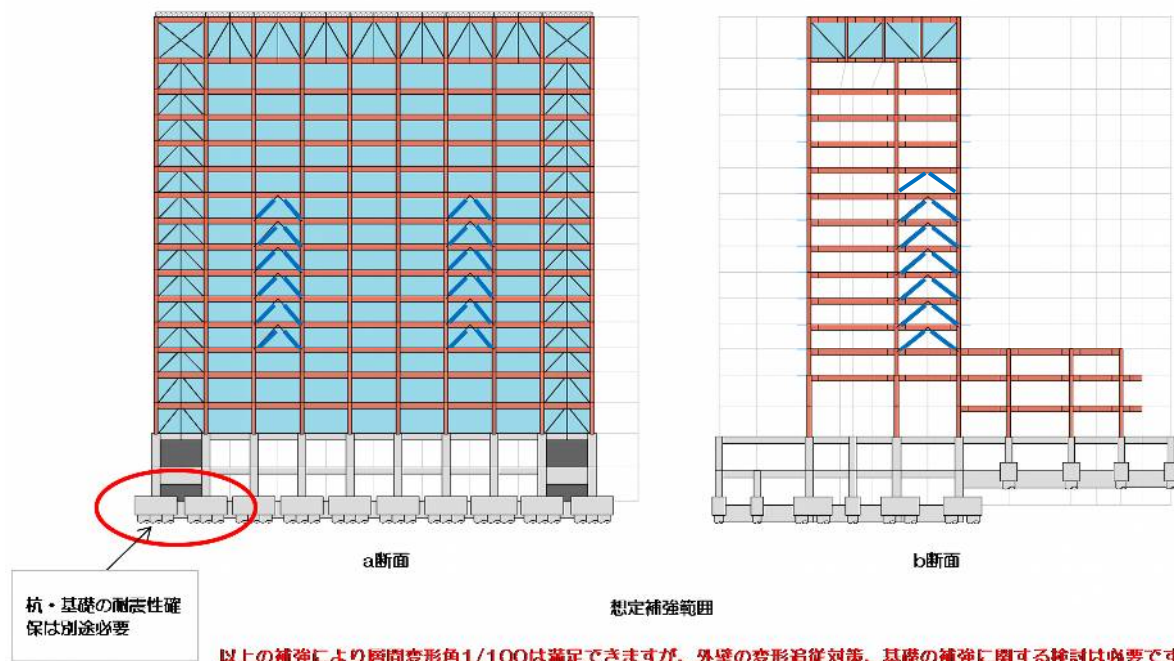 a断面
b断面
杭・基礎の耐震性確
保は別途必要
想定補強範囲
以上の補強により層間変形角1/100は満足できますが、外壁の変形追従対策、基礎の補強に関する検討は必要で